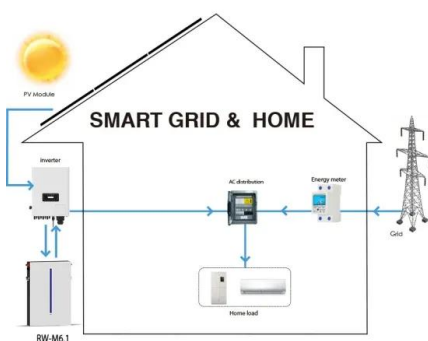 PV Module
SMART GRID & HOME
Inverter
AC distribution
Energy meter
Grid
Home load
RW-M6.1